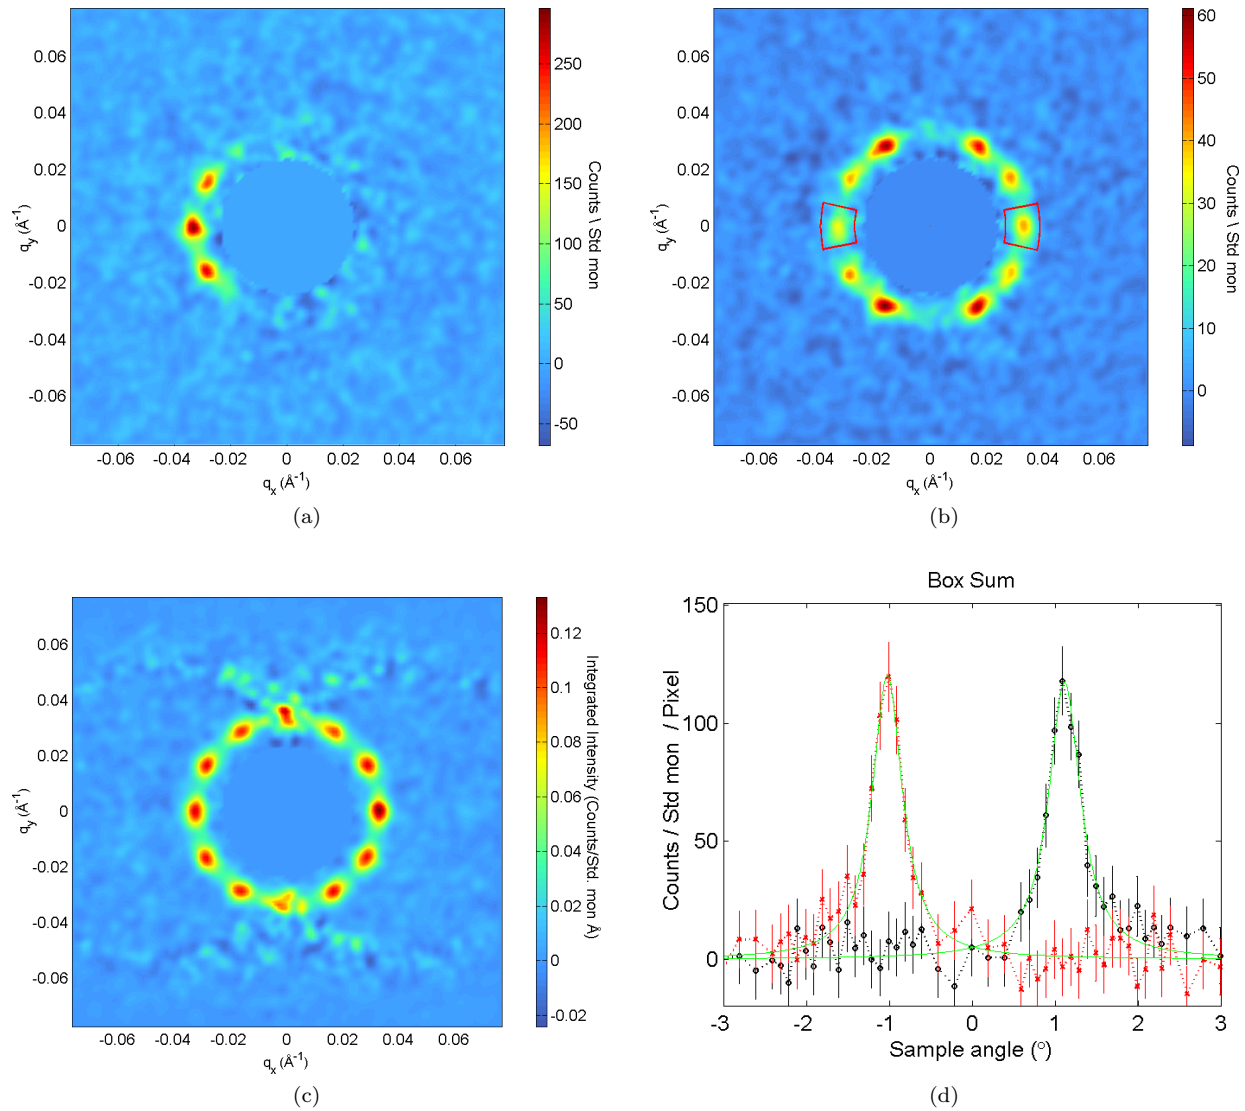 0.06
0.04
0.02
0
-0.02
-0.04
-0.06
q_y (Å^-1)
-0.06 -0.04 -0.02 0 0.02 0.04 0.06
q_x (Å^-1)
250
200
150
100
50
0
-50
Counts \ Std mon
(a)
0.06
0.04
0.02
0
-0.02
-0.04
-0.06
q_y (Å^-1)
-0.06 -0.04 -0.02 0 0.02 0.04 0.06
q_x (Å^-1)
60
50
40
30
20
10
0
Counts \ Std mon
(b)
0.06
0.04
0.02
0
-0.02
-0.04
-0.06
q_y (Å^-1)
-0.06 -0.04 -0.02 0 0.02 0.04 0.06
q_x (Å^-1)
0.12
0.1
0.08
0.06
0.04
0.02
0
-0.02
Integrated Intensity (Counts/Std. mon Å)
(c)
Box Sum
150
100
50
0
Counts / Std mon / Pixel
-3 -2 -1 0 1 2 3
Sample angle (°)
(d)